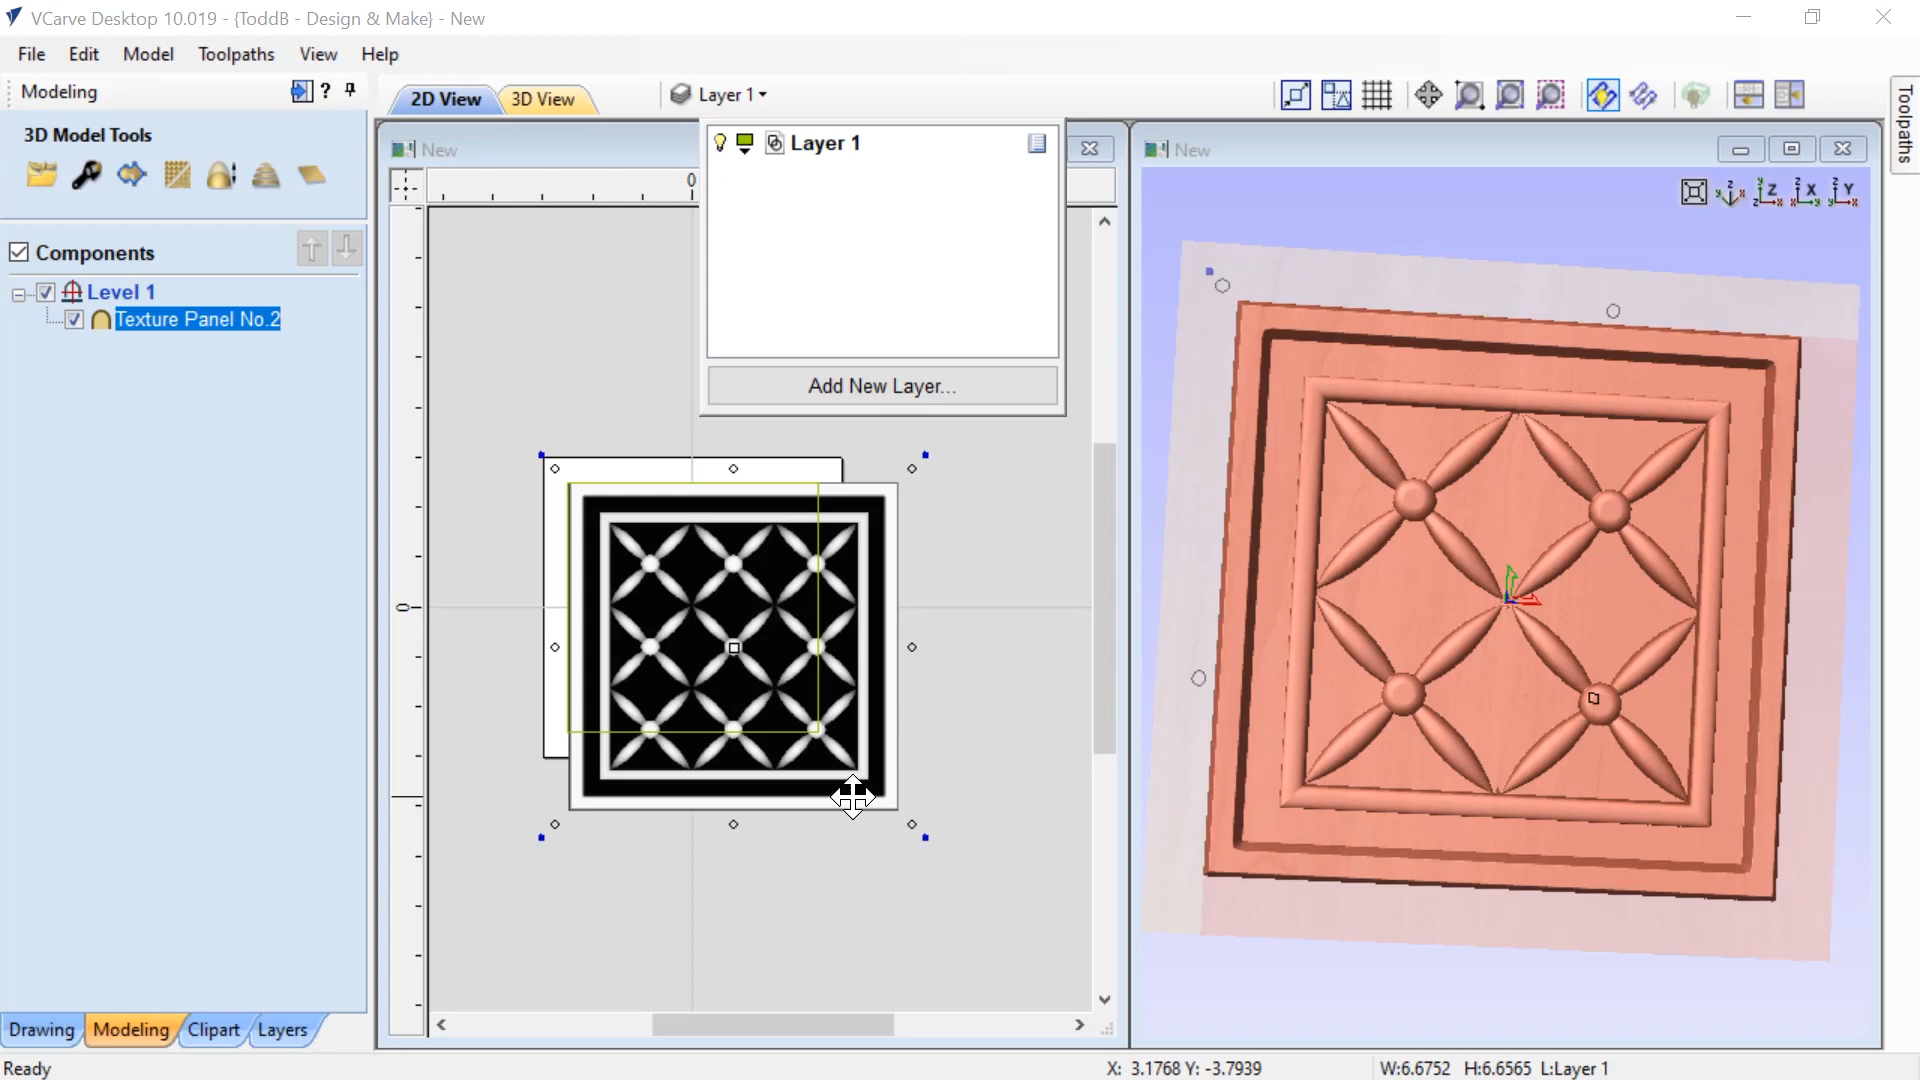 VCarve Desktop 10.019 - {ToddB - Design & Make} - New
File Edit Model Toolpaths View Help
Modeling ?
2D View 3D View Layer 1
Toolpaths
3D Model Tools
Layer 1
New
New
0
Z X Y
Components
Level 1
Texture Panel No.2
Add New Layer...
0
Drawing Modeling Clipart Layers
Ready X: 3.1768 Y: -3.7939 W:6.6752 H:6.6565 L:Layer 1